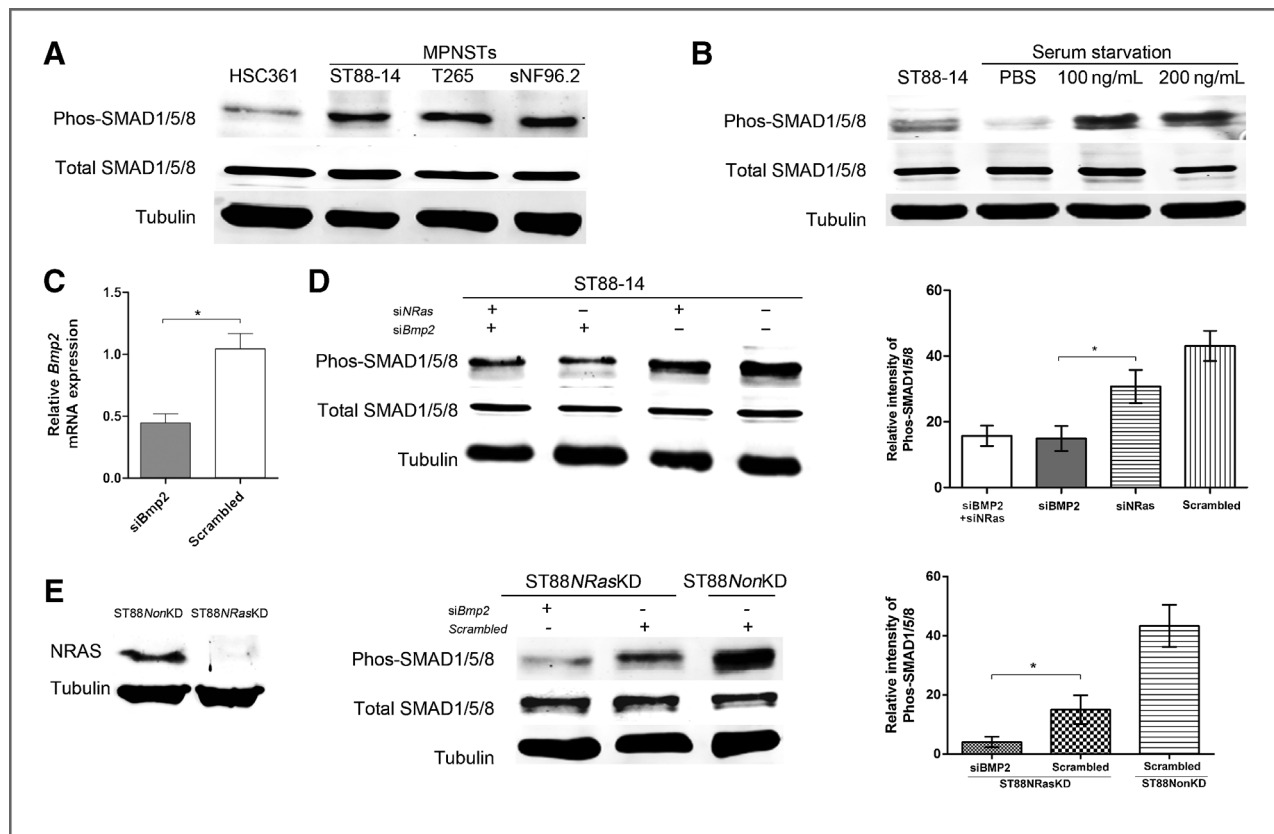 A
MPNSTs
HSC361 ST88-14 T265 sNF96.2
Phos-SMAD1/5/8
Total SMAD1/5/8
Tubulin
B
Serum starvation
ST88-14 PBS 100 ng/mL 200 ng/mL
Phos-SMAD1/5/8
Total SMAD1/5/8
Tubulin
C
Relative Bmp2
mRNA expression
1.5
1.0
0.5
0.0
*
siBmp2 Scrambled
D
ST88-14
siNRas + – + –
siBmp2 + + – –
Phos-SMAD1/5/8
Total SMAD1/5/8
Tubulin
Relative intensity of
Phos-SMAD1/5/8
60
40
20
0
*
siBMP2
+siNRas
siBMP2 siNRas Scrambled
E
ST88NonKD ST88NRasKD
NRAS
Tubulin
ST88NRasKD ST88NonKD
siBmp2 + - -
Scrambled - + +
Phos-SMAD1/5/8
Total SMAD1/5/8
Tubulin
Relative intensity of
Phos-SMAD1/5/8
60
40
20
0
*
siBMP2 Scrambled Scrambled
ST88NRasKD ST88NonKD